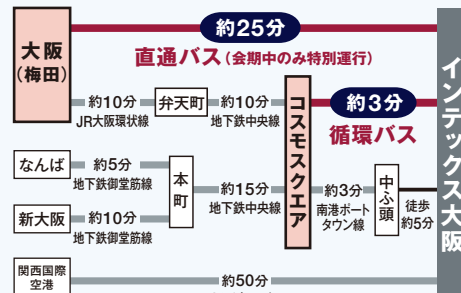 大阪
(梅田)
約25分
直通バス(会期中のみ特別運行)
約10分
JR大阪環状線
弁天町
約10分
地下鉄中央線
コスモスクエア
約3分
循環バス
インテックス大阪
なんば
約5分
地下鉄御堂筋線
本町
新大阪
約10分
地下鉄御堂筋線
約15分
地下鉄中央線
約3分
南港ポート
タウン線
中ふ頭
徒歩
約5分
関西国際
空港
約50分